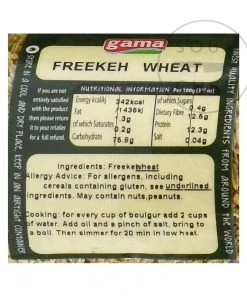 gama
FREEKEH WHEAT
If you are not
entirely satisfied
with the product
then please return
it to your retailer
for a full refund.
NUTRITIONAL INFORMATION Per 100g
Energy kcal(kj 342kcal
(1436k)
Fat 1.3g
of which Saturates 0.2g
Carbohydrate 75.8g
of which Sugars 0.4g
Dietary Fibre 12.6g
Protein 12.3g
Salt 0.04g
Ingredients: Freekeh wheat
Allergy Advice: For allergens, including
cereals containing gluten, see underlined
ingredients. May contain nuts,peanuts.
Cooking: for every cup of boulgur add 2 cups
of water. Add oil and a pinch of salt, bring to
a boil. Then simmer for 20 min in low heat.
STORE IN A COOL AND DRY PLACE, KEEP IN AN AIRTIGHT CONTAINER
FINEST QUALITY INGREDIENTS FROM AROUND THE WORLD